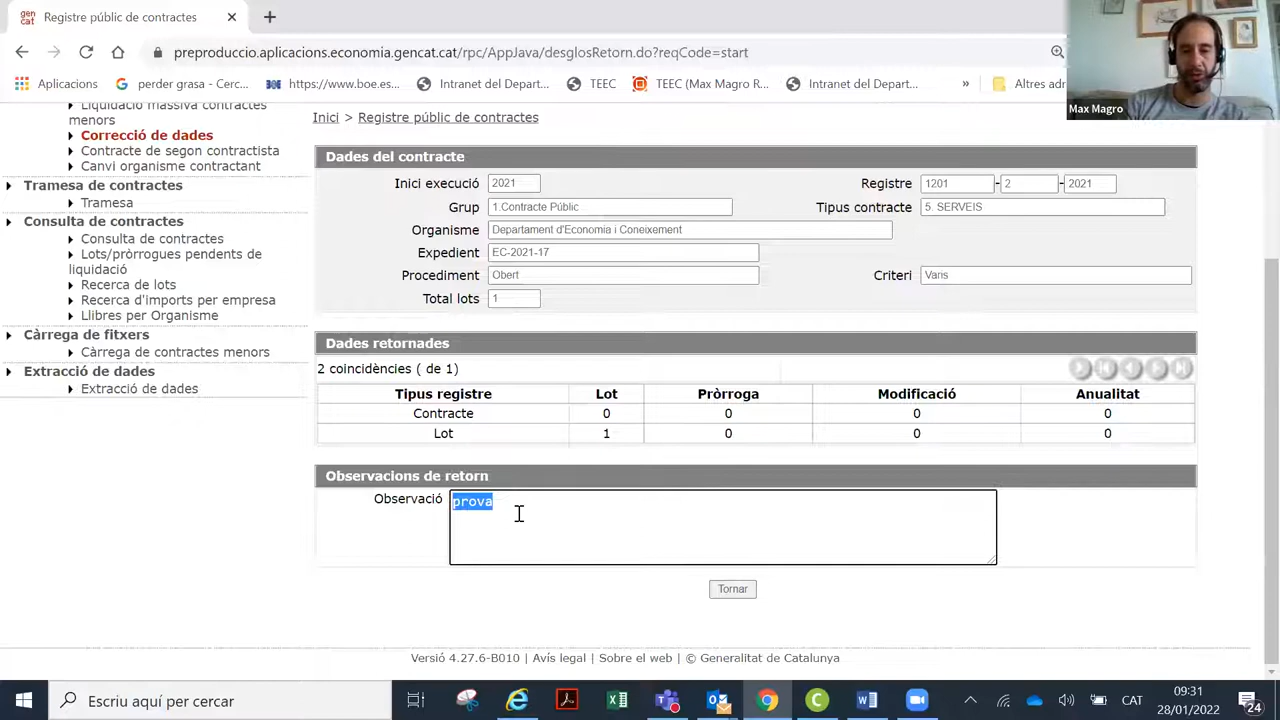 gen
cat
Registre públic de contractes
preproduccio.aplicacions.economia.gencat.cat/rpc/AppJava/desglosRetorn.do?reqCode=start
Aplicacions
perder grasa - Cerc...
https://www.boe.es...
Intranet del Depart...
TEEC
TEEC (Max Magro R...
Intranet del Depart...
»
Altres adr
Max Magro
Liquidació massiva contractes
menors
Correcció de dades
Contracte de segon contractista
Canvi organisme contractant
Tramesa de contractes
Tramesa
Consulta de contractes
Consulta de contractes
Lots/pròrrogues pendents de
liquidació
Recerca de lots
Recerca d'imports per empresa
Llibres per Organisme
Càrrega de fitxers
Càrrega de contractes menors
Extracció de dades
Extracció de dades
Inici > Registre públic de contractes
Dades del contracte
Inici execució 2021 Registre 1201 - 2 - 2021
Grup 1.Contracte Públic Tipus contracte 5. SERVEIS
Organisme Departament d'Economia i Coneixement
Expedient EC-2021-17
Procediment Obert Criteri Varis
Total lots 1
Dades retornades
2 coincidències ( de 1)
Tipus registre Lot Pròrroga Modificació Anualitat
Contracte 0 0 0 0
Lot 1 0 0 0
Observacions de retorn
Observació prova
Tornar
Versió 4.27.6-B010 | Avís legal | Sobre el web | © Generalitat de Catalunya
Escriu aquí per cercar
CAT
09:31
28/01/2022
24